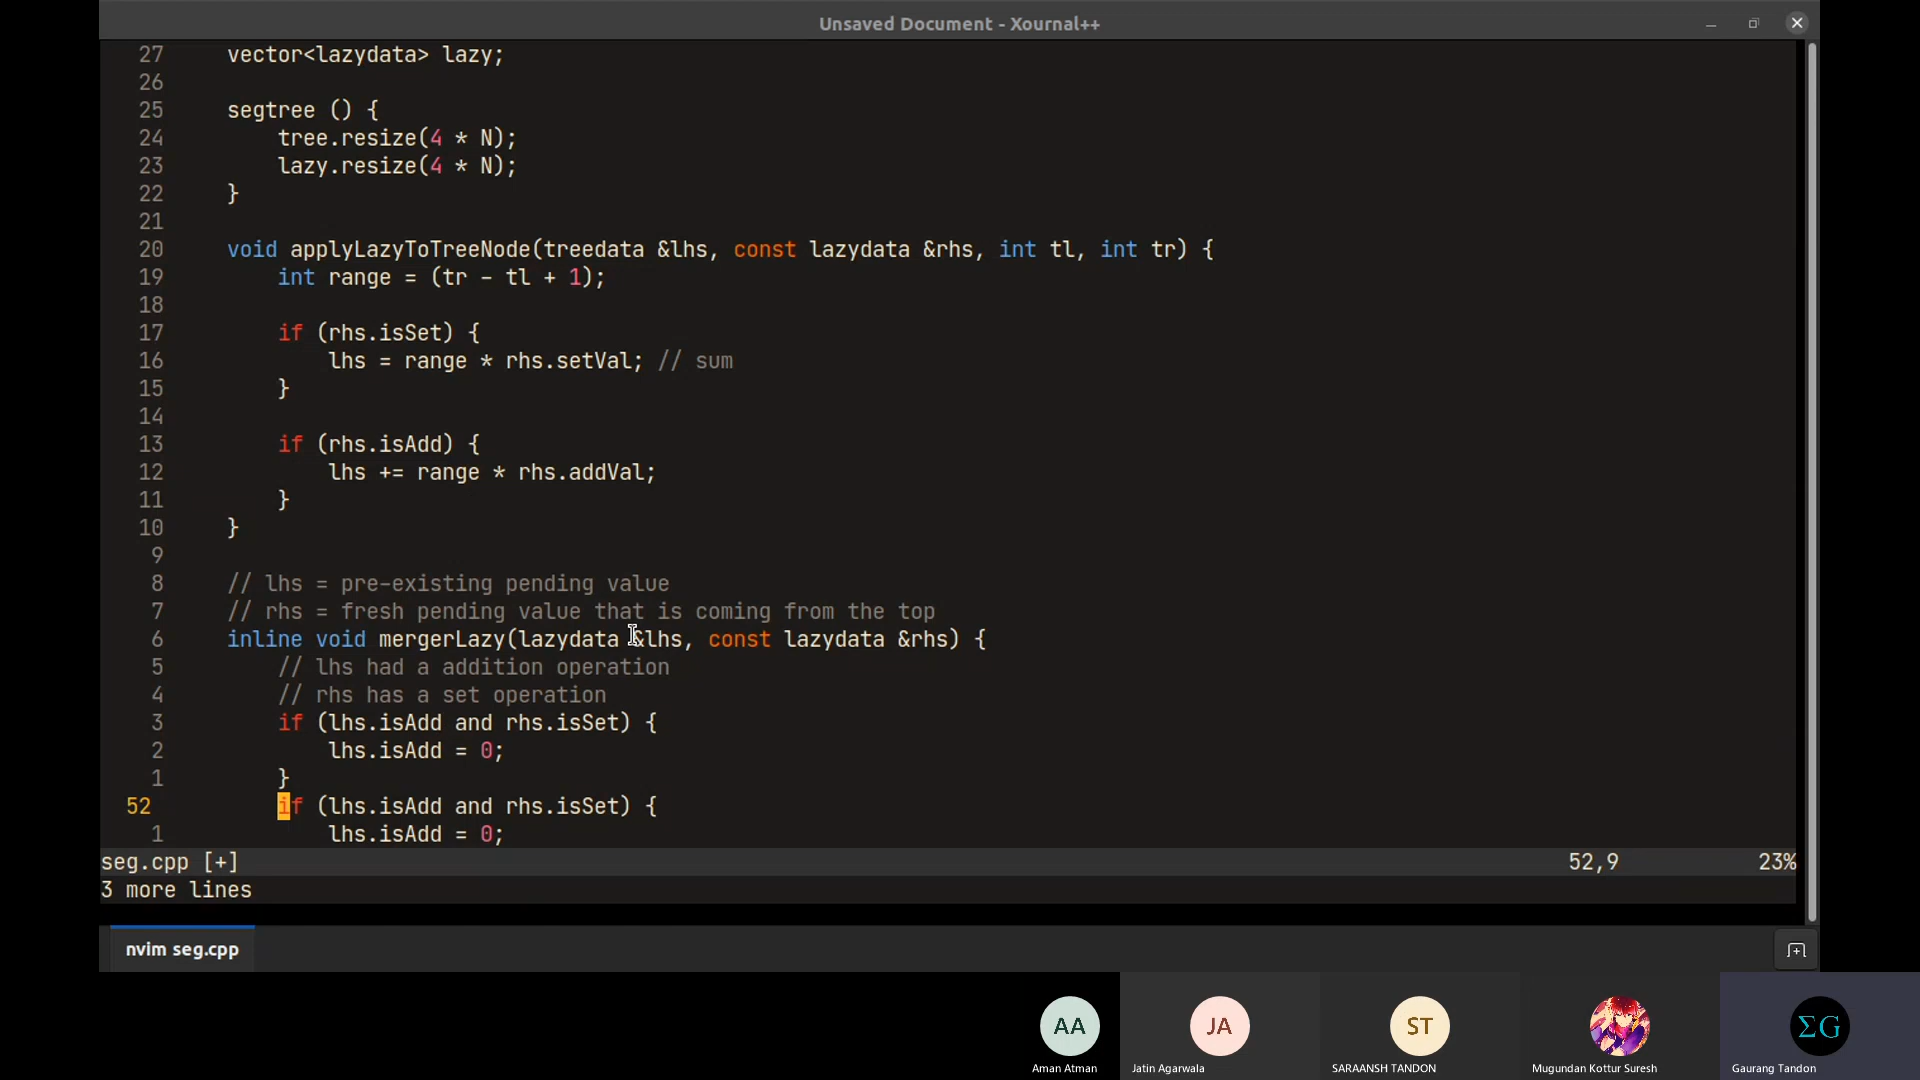 Unsaved Document - Xournal++
27 vector<lazydata> lazy;
26
25 segtree () {
24 tree.resize(4 * N);
23 lazy.resize(4 * N);
22 }
21
20 void applyLazyToTreeNode(treedata &lhs, const lazydata &rhs, int tl, int tr) {
19 int range = (tr - tl + 1);
18
17 if (rhs.isSet) {
16 lhs = range * rhs.setVal; // sum
15 }
14
13 if (rhs.isAdd) {
12 lhs += range * rhs.addVal;
11 }
10 }
9
8 // lhs = pre-existing pending value
7 // rhs = fresh pending value that is coming from the top
6 inline void mergerLazy(lazydata &lhs, const lazydata &rhs) {
5 // lhs had a addition operation
4 // rhs has a set operation
3 if (lhs.isAdd and rhs.isSet) {
2 lhs.isAdd = 0;
1 }
52 if (lhs.isAdd and rhs.isSet) {
1 lhs.isAdd = 0;
seg.cpp [+] 52,9 23%
3 more lines
nvim seg.cpp
AA JA ST ΣG
Aman Atman Jatin Agarwala SARAANSH TANDON Mugundan Kottur Suresh Gaurang Tandon